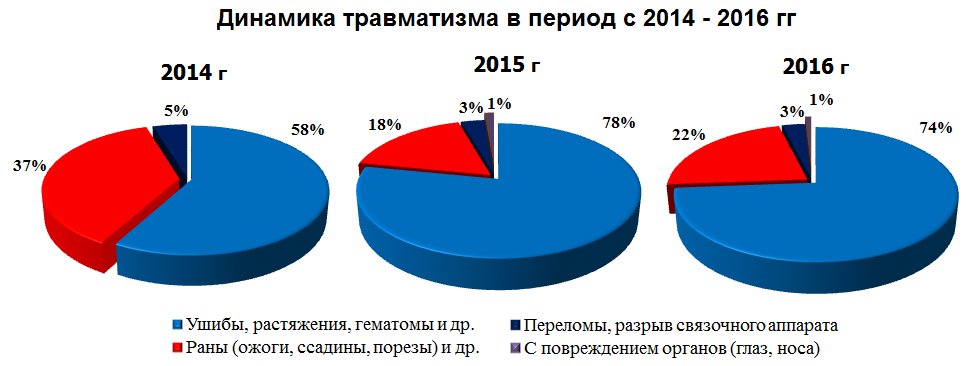 Динамика травматизма в период с 2014 - 2016 гг
2014 г
2015 г
2016 г
5%
58%
37%
3%
1%
18%
78%
3%
1%
22%
74%
Ушибы, растяжения, гематомы и др.
Переломы, разрыв связочного аппарата
Раны (ожоги, ссадины, порезы) и др.
С повреждением органов (глаз, носа)